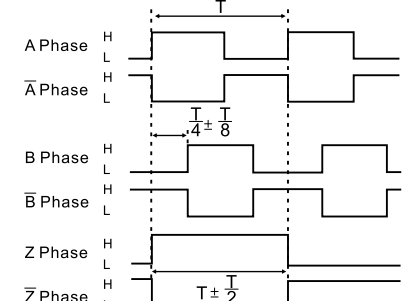 T
A Phase H
L
A̅ Phase H
L
T/4 ± T/8
B Phase H
L
B̅ Phase H
L
Z Phase H
L
T ± T/2
Z̅ Phase H